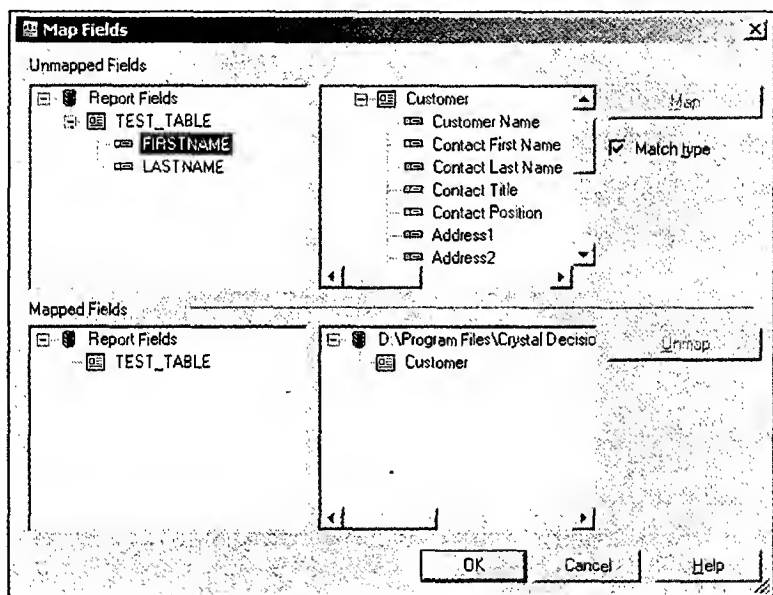 Map Fields
Unmapped Fields
Report Fields
TEST_TABLE
FIRSTNAME
LASTNAME
Customer
Customer Name
Contact First Name
Contact Last Name
Contact Title
Contact Position
Address1
Address2
Map
Match type
Mapped Fields
Report Fields
TEST_TABLE
D:\Program Files\Crystal Decisio
Customer
Unmap
OK
Cancel
Help